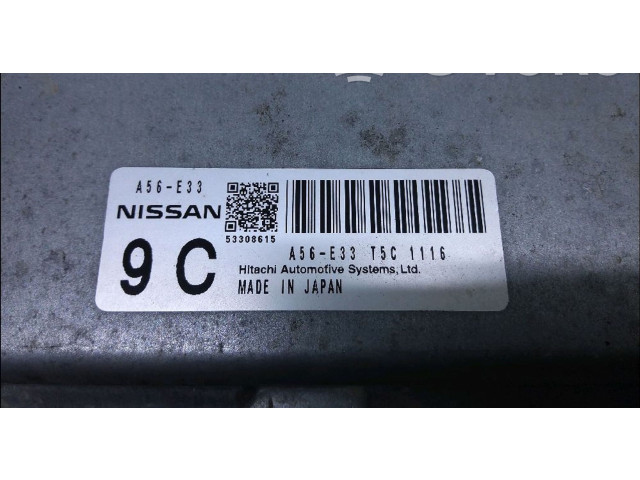 A56-E33
NISSAN
53308615
9C
A56-E33 T5C 1116
Hitachi Automotive Systems, Ltd.
MADE IN JAPAN